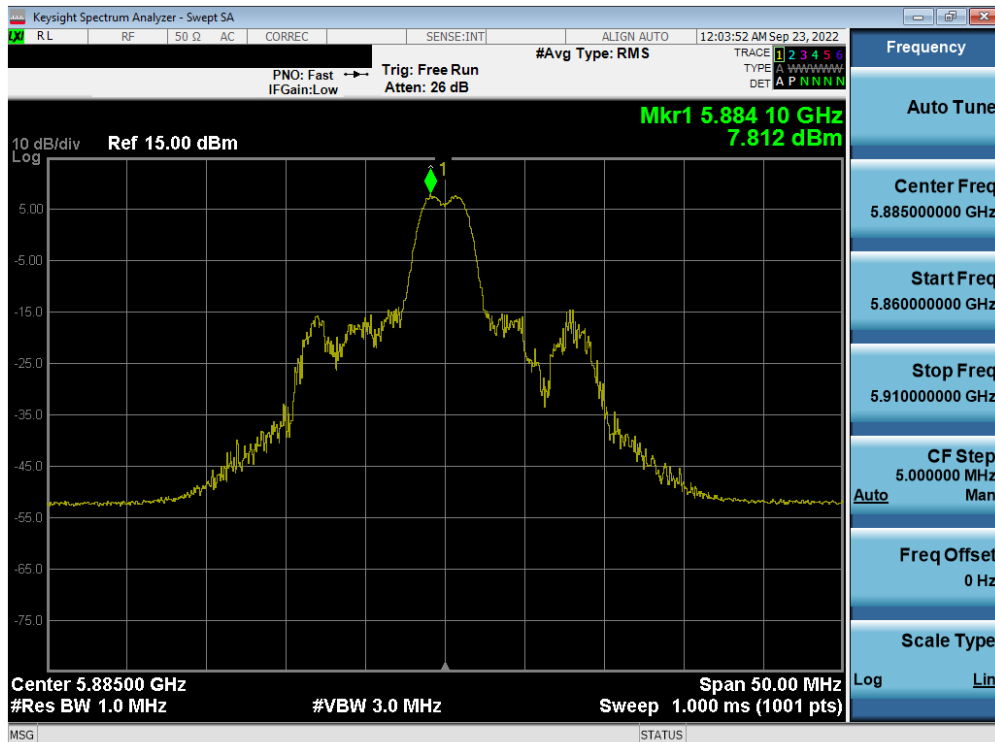 Keysight Spectrum Analyzer - Swept SA
LXI RL RF 50 Ω AC CORREC SENSE:INT ALIGN AUTO 12:03:52 AM Sep 23, 2022
PNO: Fast
IFGain:Low
Trig: Free Run
Atten: 26 dB
#Avg Type: RMS
TRACE 1 2 3 4 5 6
TYPE A WWWWW
DET A P N N N N
Mkr1 5.884 10 GHz
7.812 dBm
10 dB/div Ref 15.00 dBm
Log
1
5.00
-5.00
-15.0
-25.0
-35.0
-45.0
-55.0
-65.0
-75.0
Center 5.88500 GHz Span 50.00 MHz
#Res BW 1.0 MHz #VBW 3.0 MHz Sweep 1.000 ms (1001 pts)
MSG STATUS
Frequency
Auto Tune
Center Freq
5.885000000 GHz
Start Freq
5.860000000 GHz
Stop Freq
5.910000000 GHz
CF Step
5.000000 MHz
Auto Man
Freq Offset
0 Hz
Scale Type
Log Lin